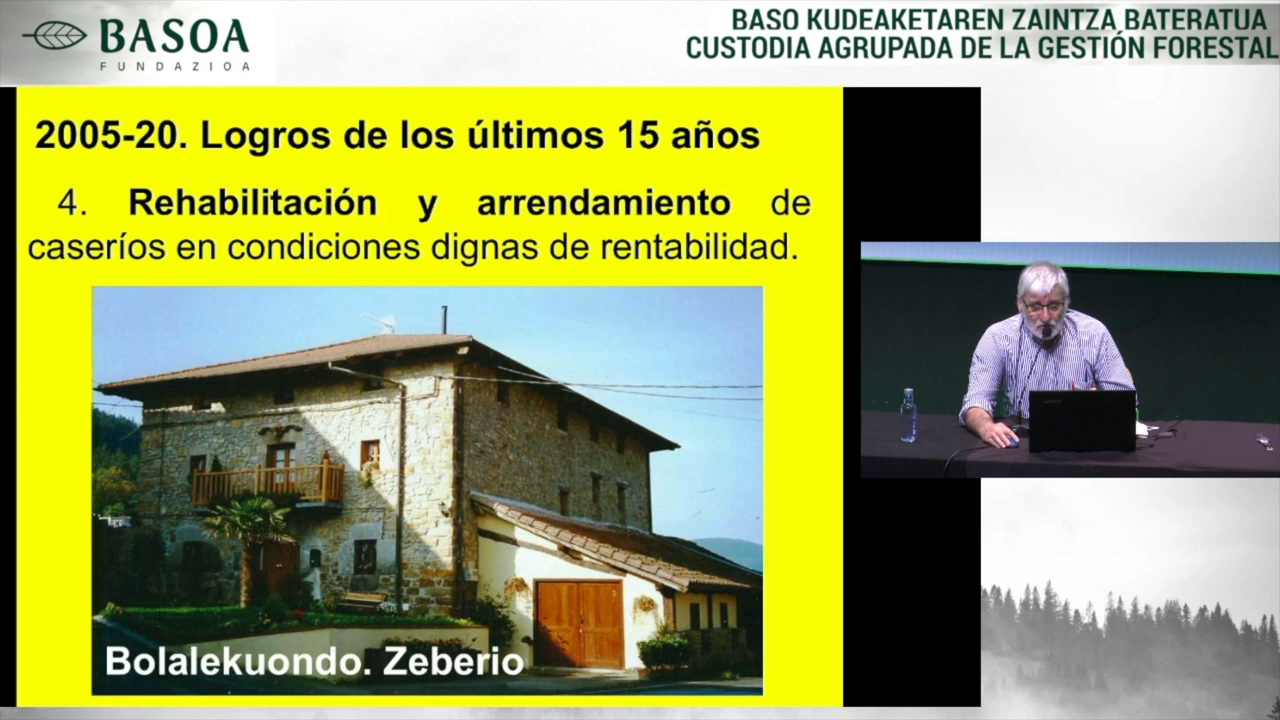 BASOA
FUNDAZIOA
BASO KUDEAKETAREN ZAINTZA BATERATUA
CUSTODIA AGRUPADA DE LA GESTIÓN FORESTAL
2005-20. Logros de los últimos 15 años
4. Rehabilitación y arrendamiento de
caseríos en condiciones dignas de rentabilidad.
Bolalekuondo. Zeberio